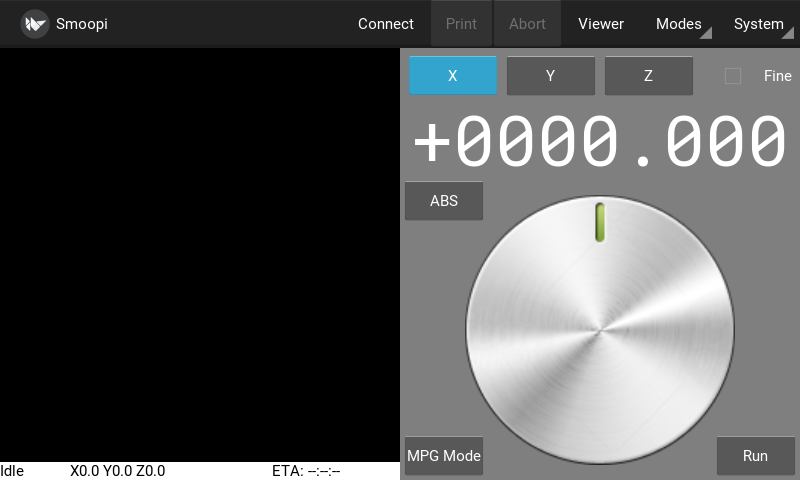 Smoopi Connect Print Abort Viewer Modes System
X Y Z Fine
+0000.000
ABS
MPG Mode Run
Idle X0.0 Y0.0 Z0.0 ETA: --:--:--